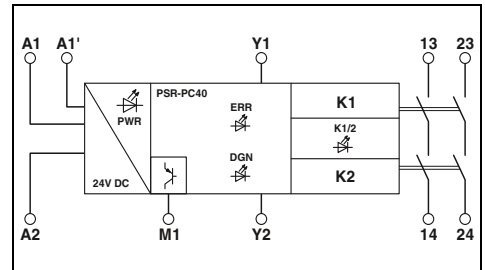 A1 A1' Y1 13 23
PSR-PC40
K1
ERR
PWR
K1/2
DGN
K2
24V DC
A2 M1 Y2 14 24